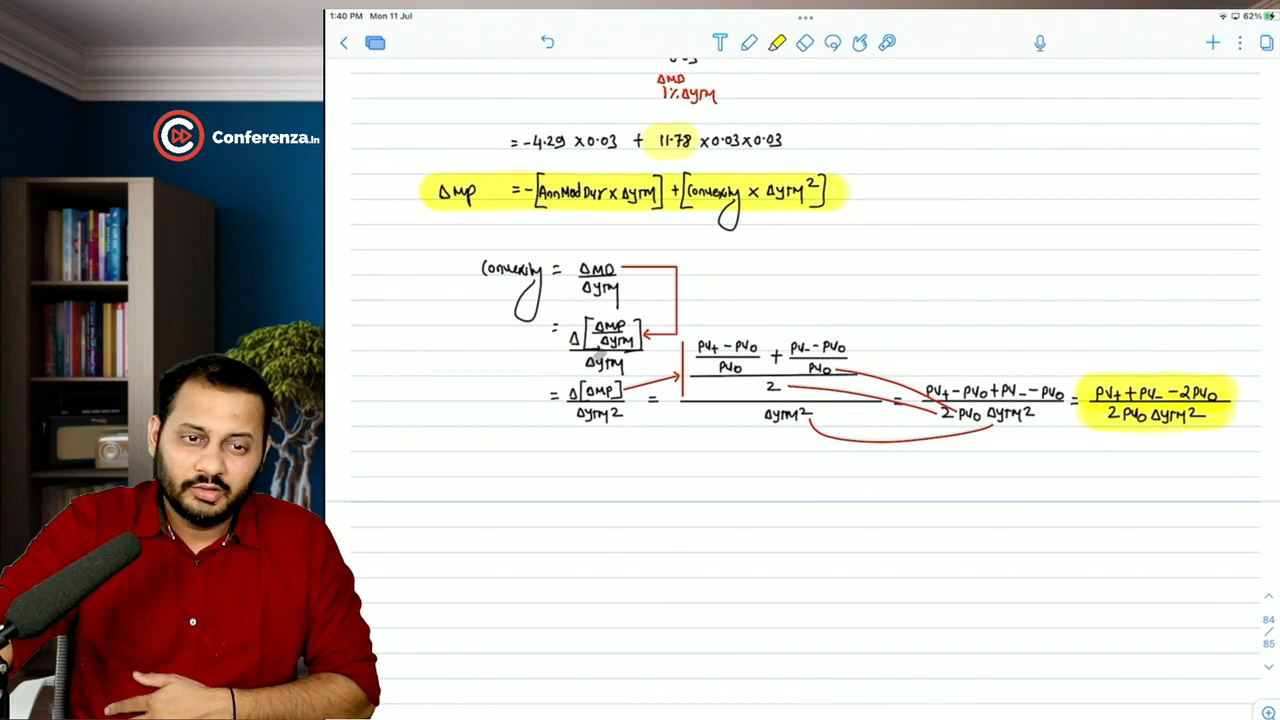 1:40 PM Mon 11 Jul
62%
Conferenza.in
ΔMD
1% Δytm
= -4.29 × 0.03 + 11.78 × 0.03 × 0.03
ΔMP = -[Ann Mod Dur × Δytm] + [Convexity × Δytm²]
Convexity = ΔMD / Δytm
= Δ[ΔMP / Δytm] / Δytm
= Δ[ΔMP] / Δytm² = ((PV₊ - PV₀) / PV₀ + (PV₋ - PV₀) / PV₀) / 2 / Δytm² = PV₊ - PV₀ + PV₋ - PV₀ / 2 PV₀ Δytm² = PV₊ + PV₋ - 2PV₀ / 2 PV₀ Δytm²
84
/
85